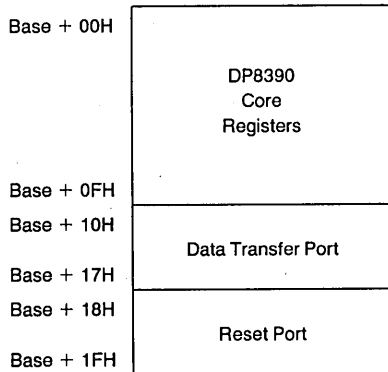 Base + 00H
DP8390
Core
Registers
Base + 0FH
Base + 10H
Data Transfer Port
Base + 17H
Base + 18H
Reset Port
Base + 1FH